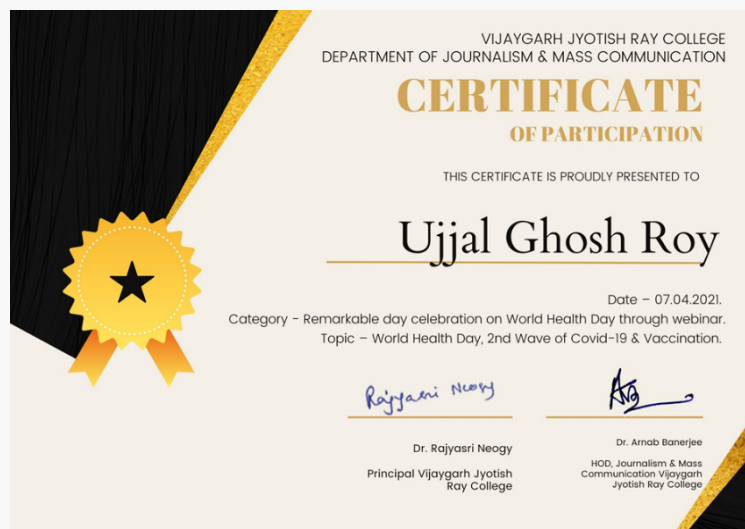 VIJAYGARH JYOTISH RAY COLLEGE
DEPARTMENT OF JOURNALISM & MASS COMMUNICATION
CERTIFICATE
OF PARTICIPATION
THIS CERTIFICATE IS PROUDLY PRESENTED TO
Ujjal Ghosh Roy
Date – 07.04.2021.
Category - Remarkable day celebration on World Health Day through webinar.
Topic – World Health Day, 2nd Wave of Covid-19 & Vaccination.
Rajyasri Neogy
Dr. Rajyasri Neogy
Principal Vijaygarh Jyotish
Ray College
Dr. Arnab Banerjee
HOD, Journalism & Mass
Communication Vijaygarh
Jyotish Ray College